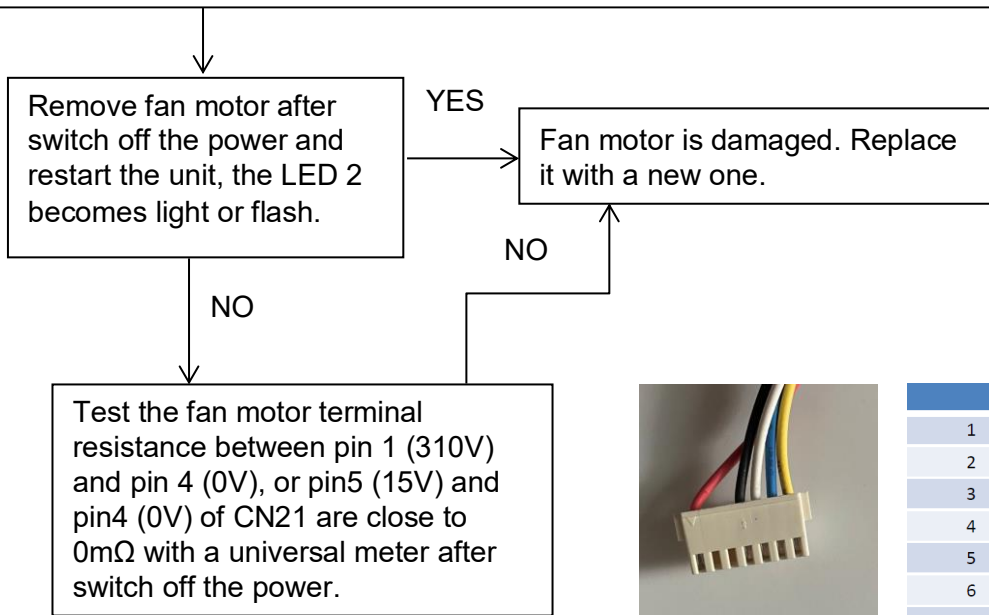 Remove fan motor after
switch off the power and
restart the unit, the LED 2
becomes light or flash.
YES
Fan motor is damaged. Replace
it with a new one.
NO
NO
Test the fan motor terminal
resistance between pin 1 (310V)
and pin 4 (0V), or pin5 (15V) and
pin4 (0V) of CN21 are close to
0mΩ with a universal meter after
switch off the power.
1
2
3
4
5
6